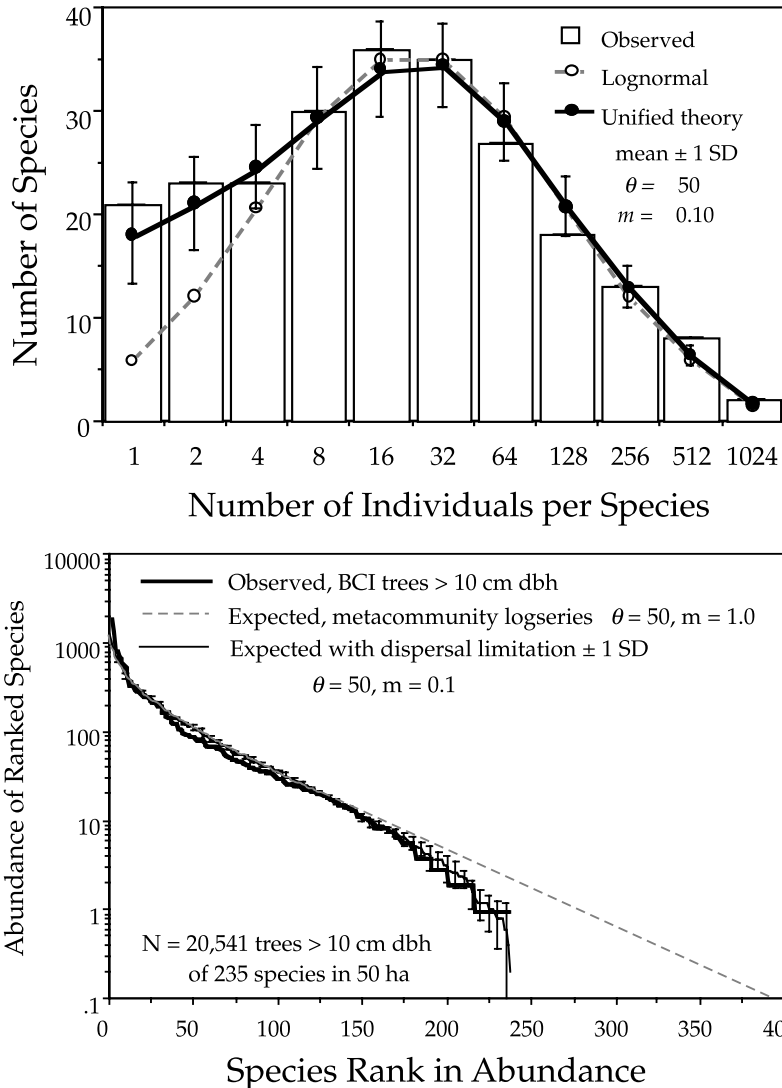 40
30
20
10
0
Number of Species
Observed
Lognormal
Unified theory
mean ± 1 SD
θ = 50
m = 0.10
1 2 4 8 16 32 64 128 256 512 1024
Number of Individuals per Species
10000
1000
100
10
1
.1
Abundance of Ranked Species
Observed, BCI trees > 10 cm dbh
Expected, metacommunity logseries θ = 50, m = 1.0
Expected with dispersal limitation ± 1 SD
θ = 50, m = 0.1
N = 20,541 trees > 10 cm dbh
of 235 species in 50 ha
0 50 100 150 200 250 300 350 40
Species Rank in Abundance